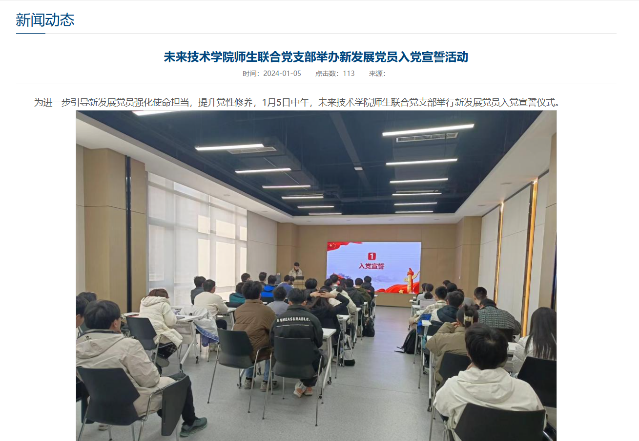 新闻动态
未来技术学院师生联合党支部举办新发展党员入党宣誓活动
时间：2024-01-05 点击数：113 来源：
为进一步引导新发展党员强化使命担当，提升党性修养，1月5日中午，未来技术学院师生联合党支部举行新发展党员入党宣誓仪式。
1
入党宣誓